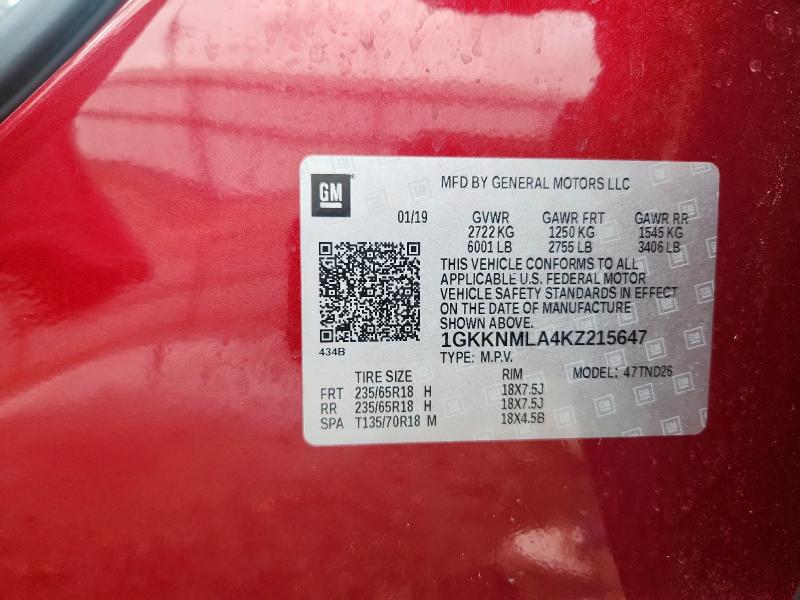 GM
MFD BY GENERAL MOTORS LLC
01/19 GVWR GAWR FRT GAWR RR
2722 KG 1250 KG 1545 KG
6001 LB 2755 LB 3406 LB
THIS VEHICLE CONFORMS TO ALL
APPLICABLE U.S. FEDERAL MOTOR
VEHICLE SAFETY STANDARDS IN EFFECT
ON THE DATE OF MANUFACTURE
SHOWN ABOVE.
1GKKNMLA4KZ215647
434B
TYPE: M.P.V.
TIRE SIZE RIM MODEL: 47TND26
FRT 235/65R18 H 18X7.5J
RR 235/65R18 H 18X7.5J
SPA T135/70R18 M 18X4.5B